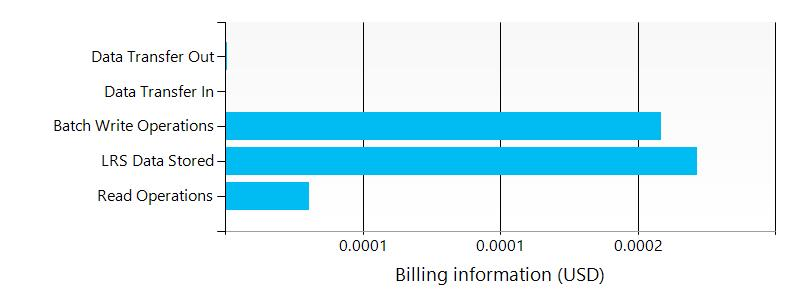 Data Transfer Out
Data Transfer In
Batch Write Operations
LRS Data Stored
Read Operations
0.0001 0.0001 0.0002
Billing information (USD)